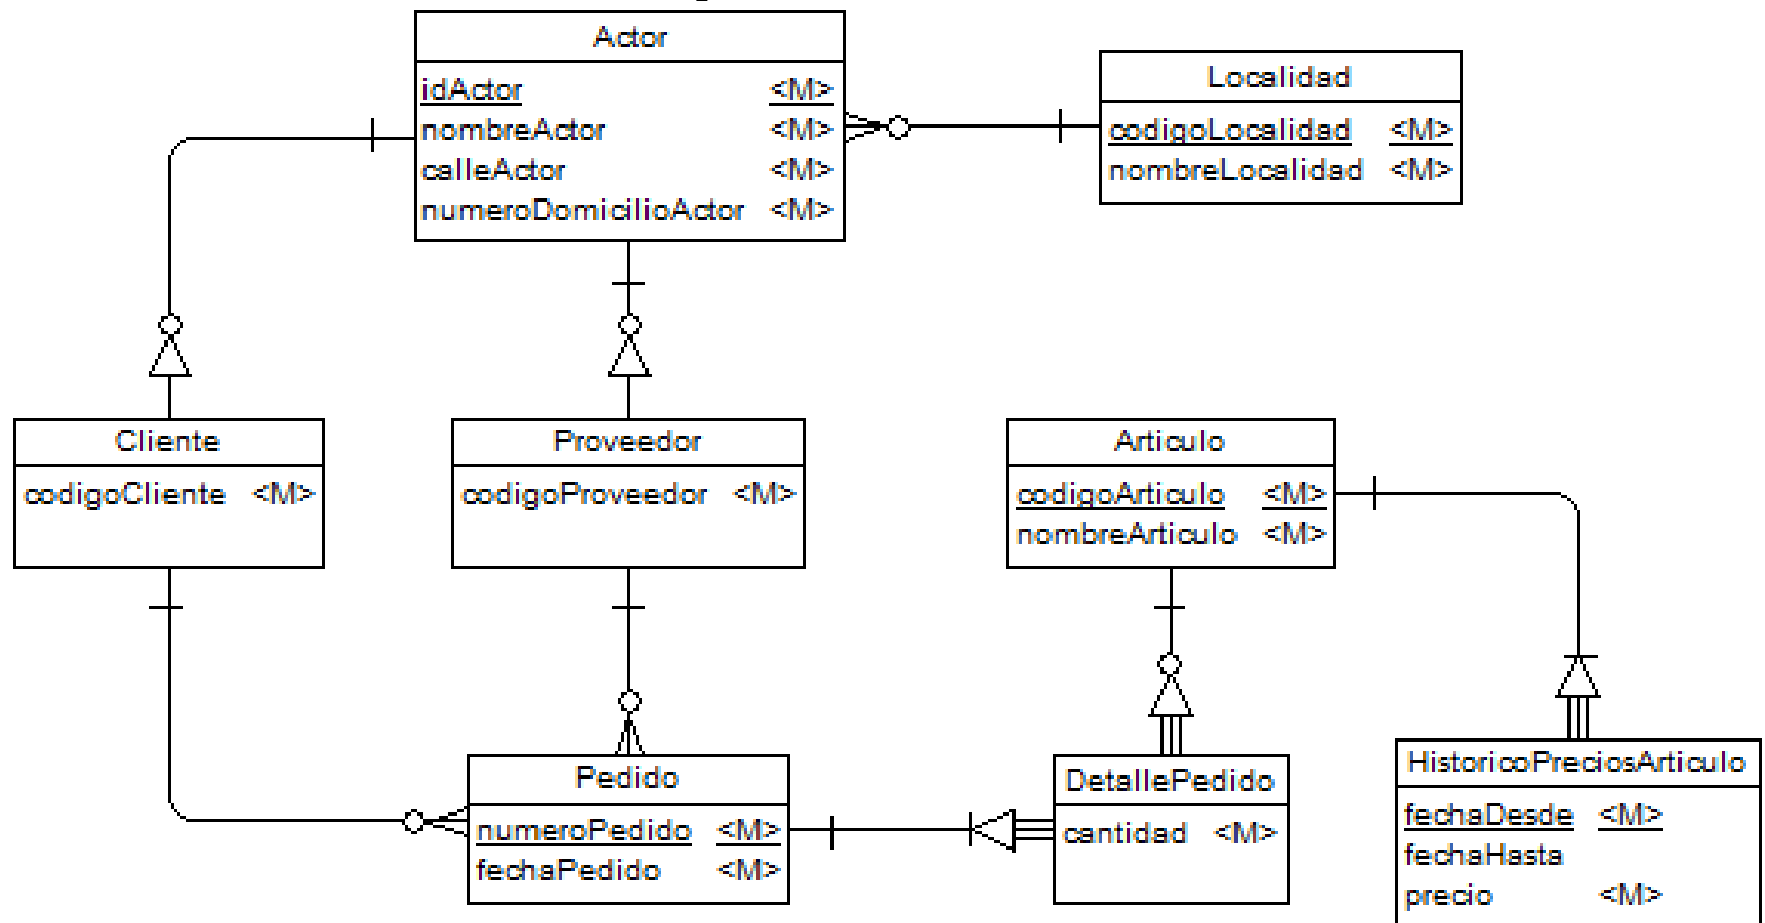 Actor
idActor <M>
nombreActor <M>
calleActor <M>
numeroDomicilioActor <M>
Localidad
codigoLocalidad <M>
nombreLocalidad <M>
Cliente
codigoCliente <M>
Proveedor
codigoProveedor <M>
Articulo
codigoArticulo <M>
nombreArticulo <M>
Pedido
numeroPedido <M>
fechaPedido <M>
DetallePedido
cantidad <M>
HistoricoPreciosArticulo
fechaDesde <M>
fechaHasta
precio <M>